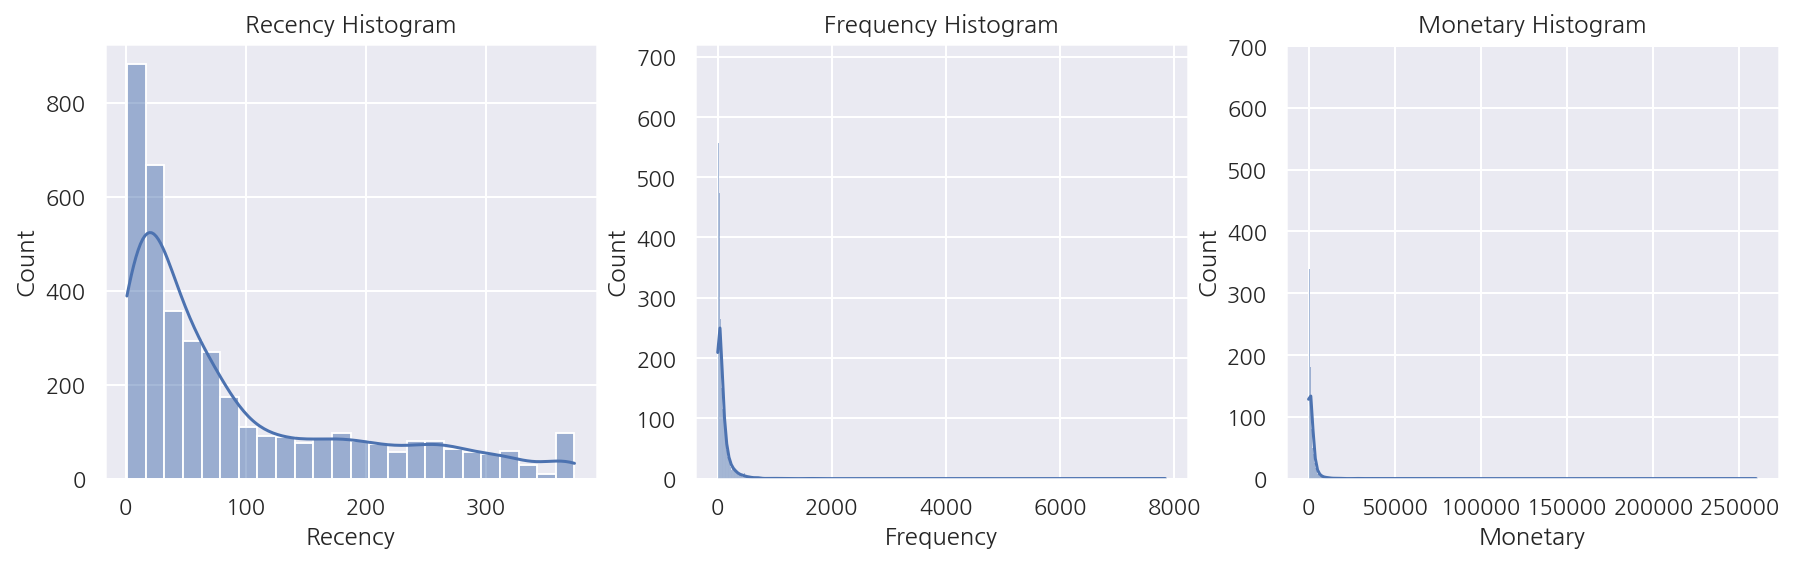 Recency Histogram
Count
800
600
400
200
0
0 100 200 300
Recency
Frequency Histogram
Count
700
600
500
400
300
200
100
0
0 2000 4000 6000 8000
Frequency
Monetary Histogram
Count
700
600
500
400
300
200
100
0
0 50000 100000 150000 200000 250000
Monetary